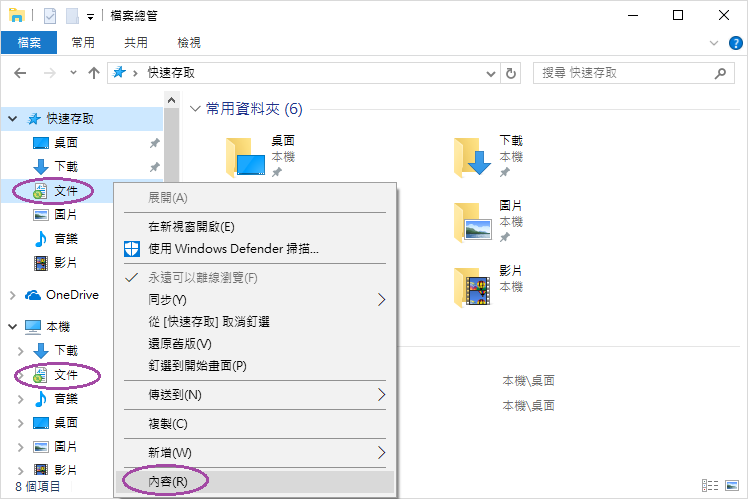 檔案總管
檔案 常用 共用 檢視
快速存取
搜尋 快速存取
快速存取
桌面
下載
文件
圖片
音樂
影片
OneDrive
本機
下載
文件
音樂
桌面
圖片
影片
8 個項目
常用資料夾 (6)
桌面
本機
下載
本機
圖片
本機
影片
本機
本機\桌面
本機\桌面
展開(A)
在新視窗開啟(E)
使用 Windows Defender 掃描...
永遠可以離線瀏覽(F)
同步(Y)
從 [快速存取] 取消釘選
還原舊版(V)
釘選到開始畫面(P)
傳送到(N)
複製(C)
新增(W)
內容(R)